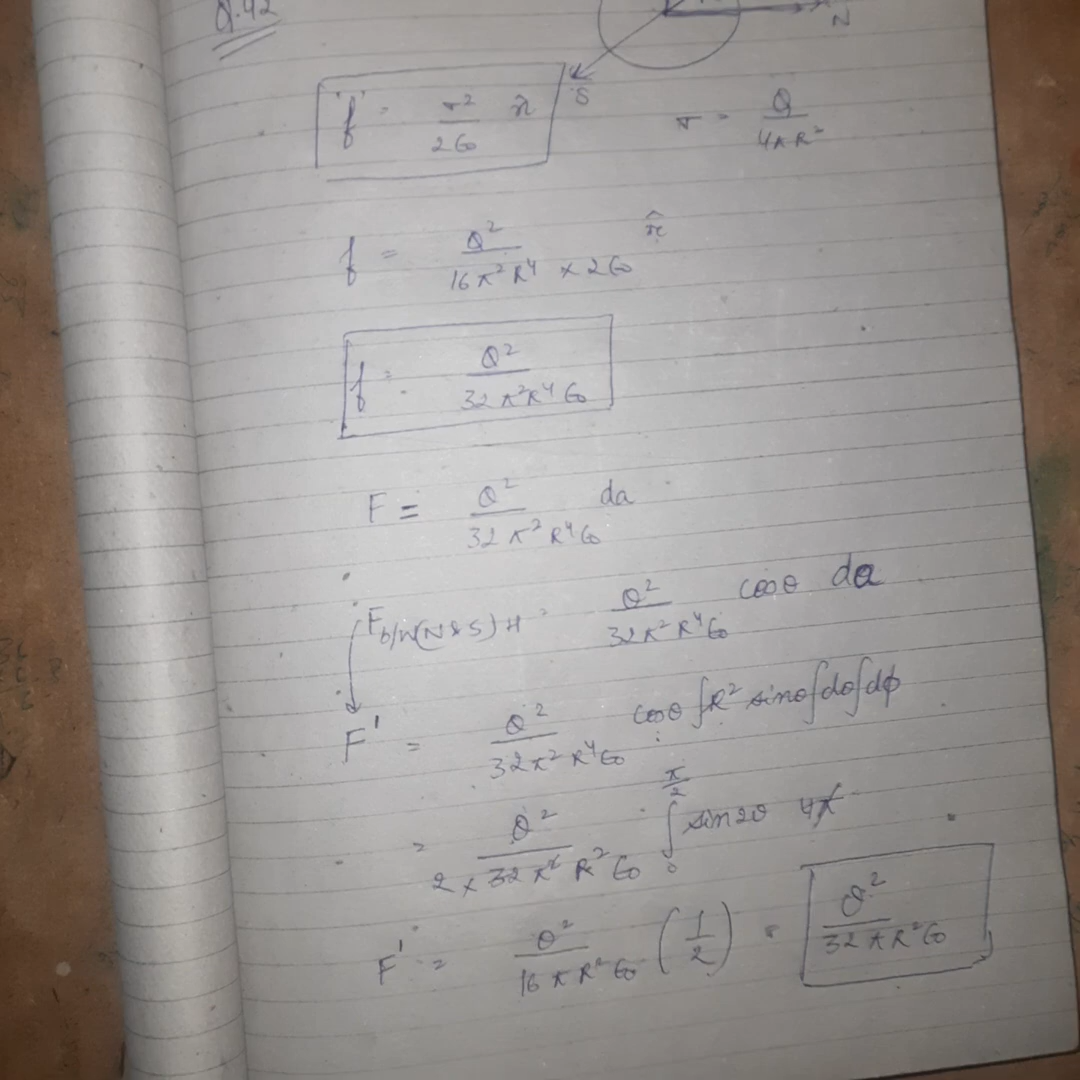 Q.42
N
S
f = σ²/2ε₀ n̂
σ = Q/4πR²
f = Q²/16π²R⁴ × 2ε₀ n̂
f = Q²/32π²R⁴ε₀
F = Q²/32π²R⁴ε₀ da
F b/w(N & S) H = Q²/32π²R⁴ε₀ cosθ da
F' = Q²/32π²R⁴ε₀ cosθ ∫R² sinθ∫dθ∫dϕ
= Q²/2 × 32π²R²ε₀ ∫₀^π/2 sin2θ 4π
F' = Q²/16πR²ε₀ (1/2) = Q²/32πR²ε₀